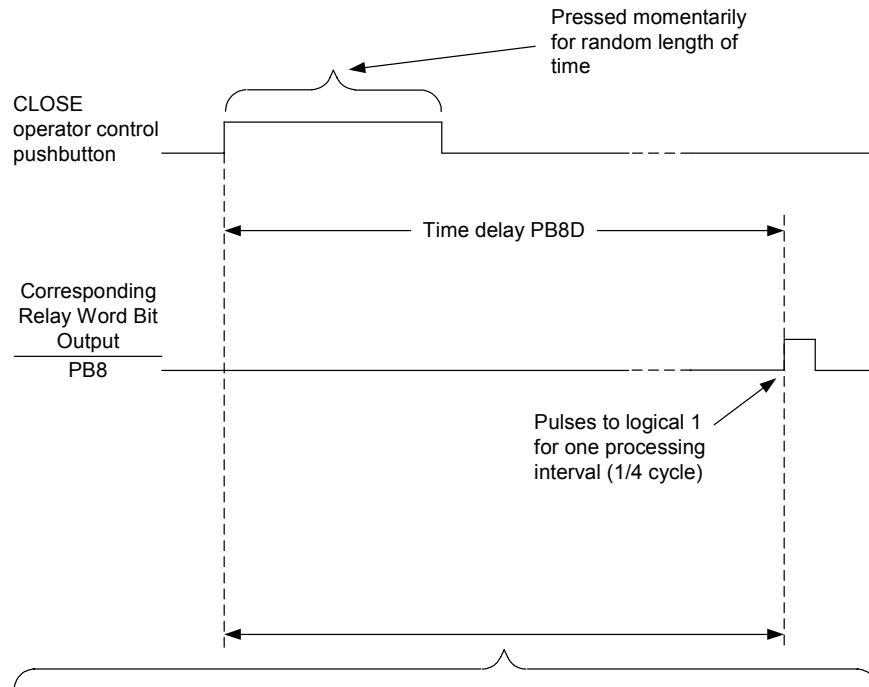 Pressed momentarily
for random length of
time
CLOSE
operator control
pushbutton
Time delay PB8D
Corresponding
Relay Word Bit
Output
PB8
Pulses to logical 1
for one processing
interval (1/4 cycle)